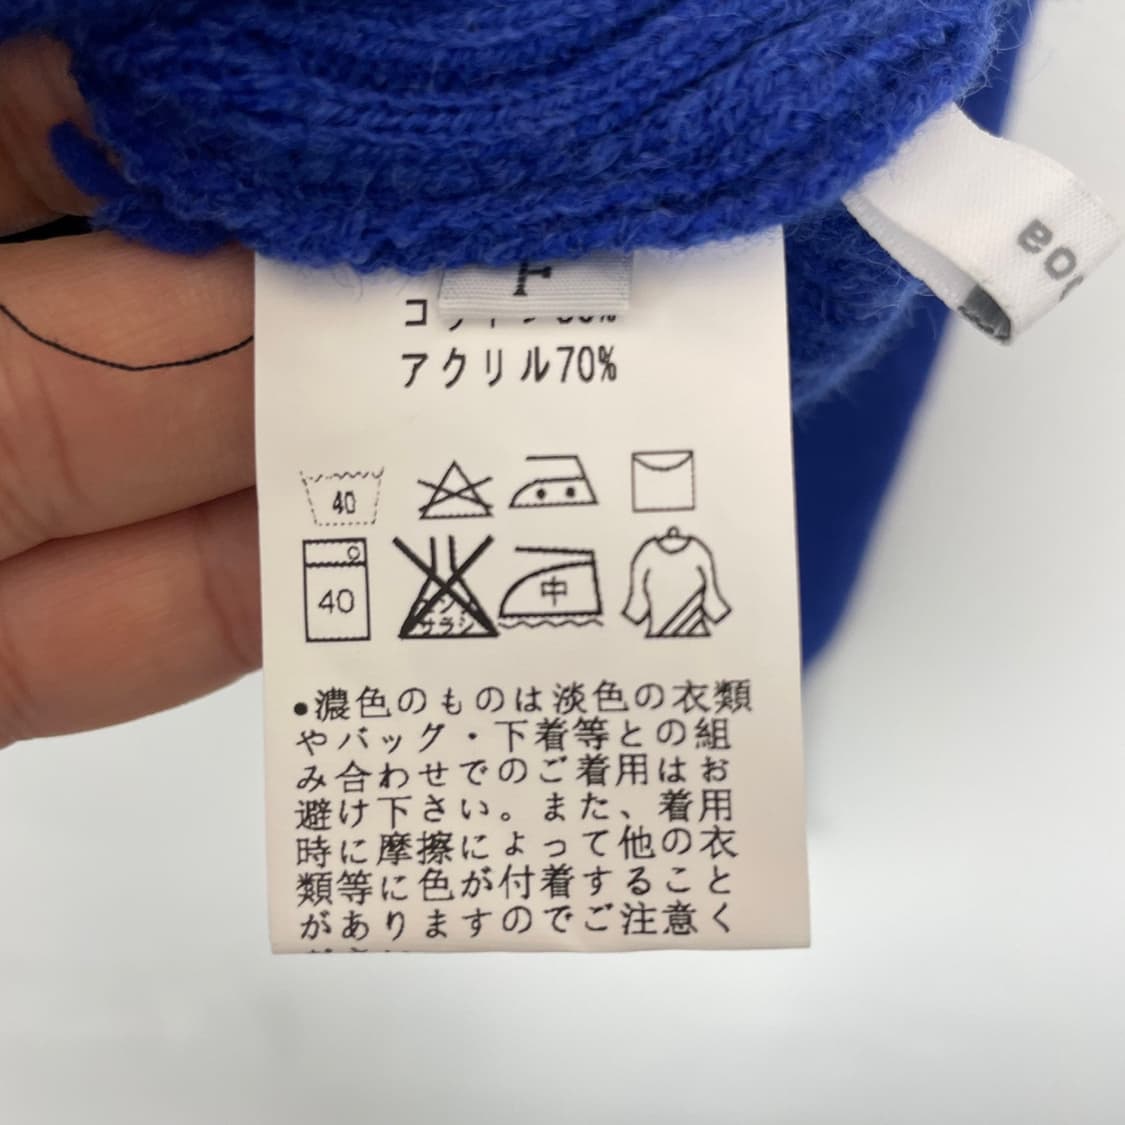 アクリル70%
40
40
中
サラシ
•濃色のものは淡色の衣類
やバッグ・下着等との組
み合わせでのご着用はお
避け下さい。また、着用
時に摩擦によって他の衣
類等に色が付着すること
がありますのでご注意く